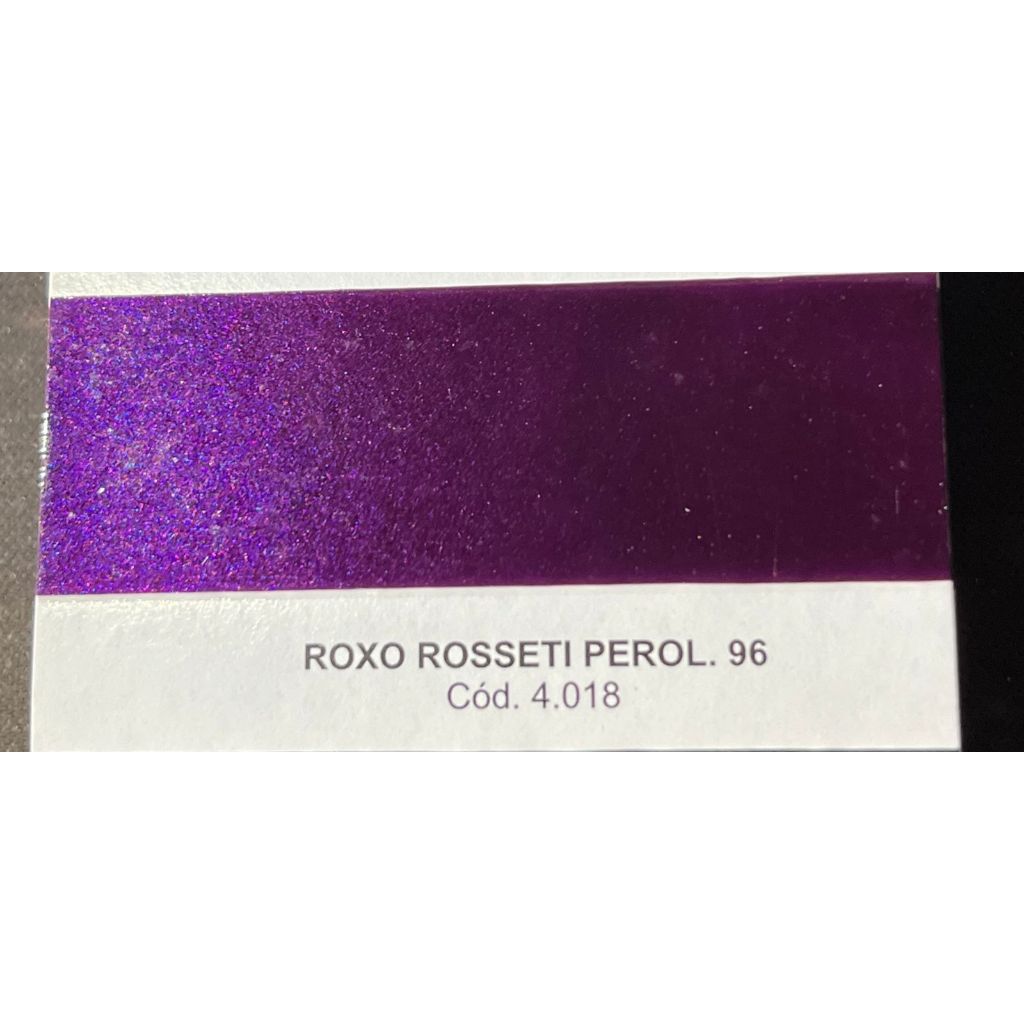 ROXO ROSSETI PEROL. 96
Cód. 4.018